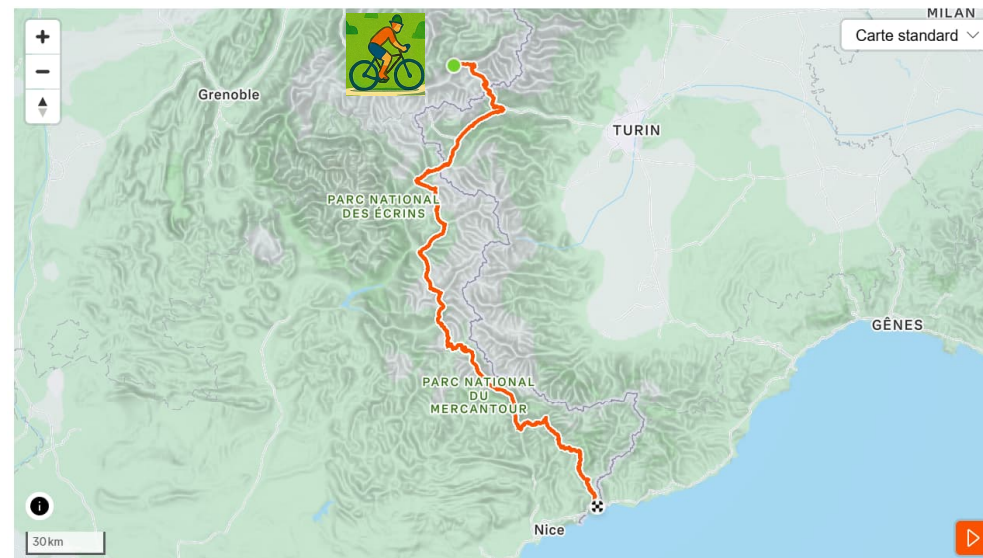 MILAN
Carte standard
Grenoble
TURIN
PARC NATIONAL
DES ÉCRINS
GÊNES
PARC NATIONAL
DU
MERCANTOUR
Nice
30 km